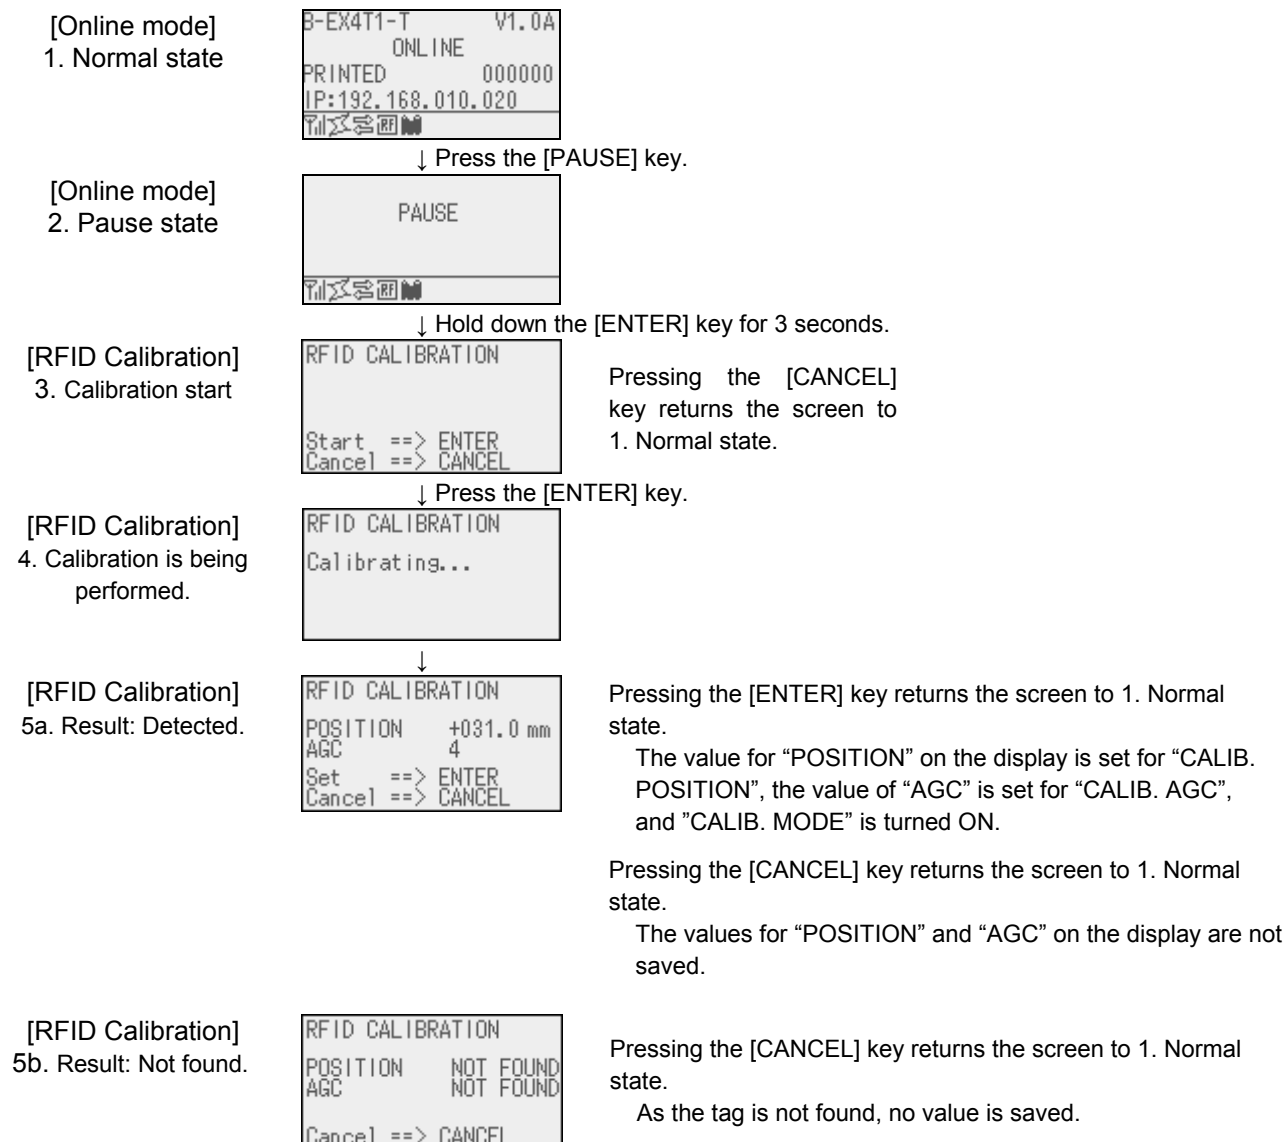 [Online mode]
1. Normal state
B-EX4T1-T V1.0A
ONLINE
PRINTED 000000
IP:192.168.010.020
RF
↓ Press the [PAUSE] key.
[Online mode]
2. Pause state
PAUSE
RF
↓ Hold down the [ENTER] key for 3 seconds.
[RFID Calibration]
3. Calibration start
RFID CALIBRATION
Start ==> ENTER
Cancel ==> CANCEL
Pressing the [CANCEL]
key returns the screen to
1. Normal state.
↓ Press the [ENTER] key.
[RFID Calibration]
4. Calibration is being
performed.
RFID CALIBRATION
Calibrating...
↓
[RFID Calibration]
5a. Result: Detected.
RFID CALIBRATION
POSITION +031.0 mm
AGC 4
Set ==> ENTER
Cancel ==> CANCEL
Pressing the [ENTER] key returns the screen to 1. Normal
state.
The value for “POSITION” on the display is set for “CALIB.
POSITION”, the value of “AGC” is set for “CALIB. AGC”,
and ”CALIB. MODE” is turned ON.
Pressing the [CANCEL] key returns the screen to 1. Normal
state.
The values for “POSITION” and “AGC” on the display are not
saved.
[RFID Calibration]
5b. Result: Not found.
RFID CALIBRATION
POSITION NOT FOUND
AGC NOT FOUND
Cancel ==> CANCEL
Pressing the [CANCEL] key returns the screen to 1. Normal
state.
As the tag is not found, no value is saved.